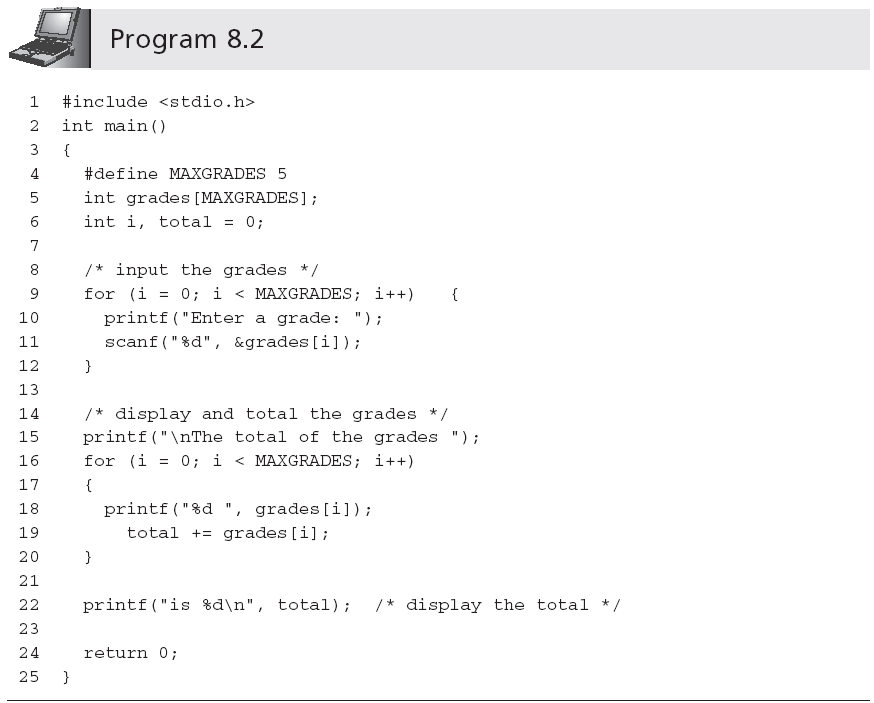 Program 8.2
1 #include <stdio.h>
2 int main()
3 {
4   #define MAXGRADES 5
5   int grades[MAXGRADES];
6   int i, total = 0;
7
8   /* input the grades */
9   for (i = 0; i < MAXGRADES; i++)   {
10     printf("Enter a grade: ");
11     scanf("%d", &grades[i]);
12   }
13
14   /* display and total the grades */
15   printf("\nThe total of the grades ");
16   for (i = 0; i < MAXGRADES; i++)
17   {
18     printf("%d ", grades[i]);
19       total += grades[i];
20   }
21
22   printf("is %d\n", total);  /* display the total */
23
24   return 0;
25 }